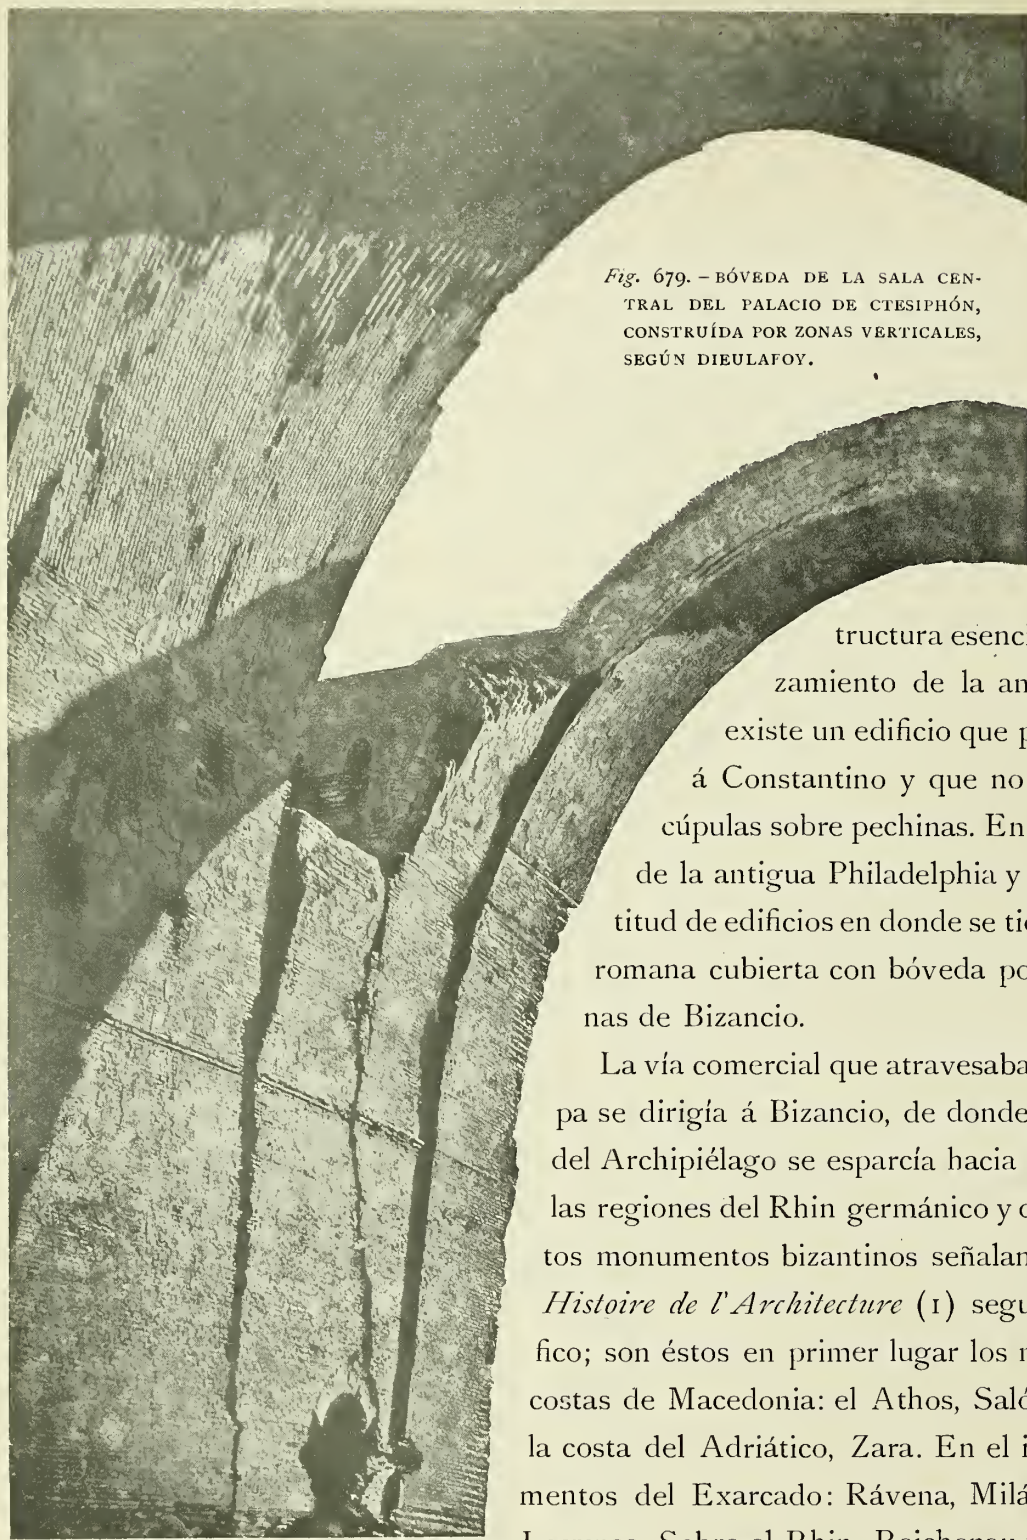 Fig. 679. – BÓVEDA DE LA SALA CEN-
TRAL DEL PALACIO DE CTESIPHÓN,
CONSTRUÍDA POR ZONAS VERTICALES,
SEGÚN DIEULAFOY.
tructura esenc
zamiento de la an
existe un edificio que p
á Constantino y que no
cúpulas sobre pechinas. En
de la antigua Philadelphia y
titud de edificios en donde se ti
romana cubierta con bóveda po
nas de Bizancio.
La vía comercial que atravesaba
pa se dirigía á Bizancio, de donde
del Archipiélago se esparcía hacia
las regiones del Rhin germánico y
tos monumentos bizantinos señalan
Histoire de l'Architecture (1) segu
fico; son éstos en primer lugar los
costas de Macedonia: el Athos, Saló
la costa del Adriático, Zara. En el
mentos del Exarcado: Rávena, Milá